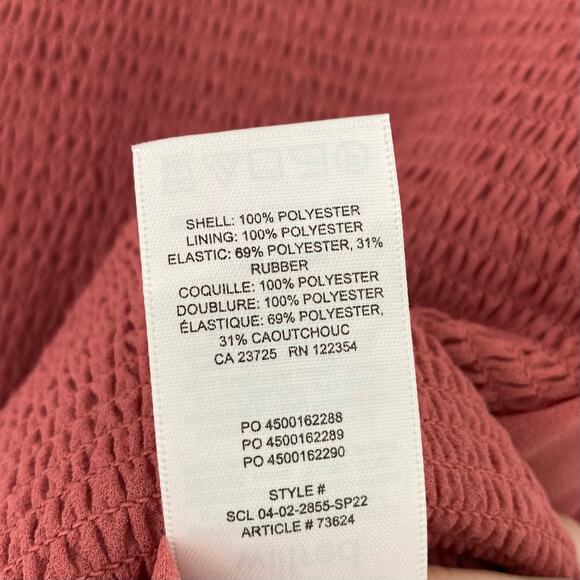 SHELL: 100% POLYESTER
LINING: 100% POLYESTER
ELASTIC: 69% POLYESTER, 31%
RUBBER
COQUILLE: 100% POLYESTER
DOUBLURE: 100% POLYESTER
ÉLASTIQUE: 69% POLYESTER,
31% CAOUTCHOUC
CA 23725 RN 122354
PO 4500162288
PO 4500162289
PO 4500162290
STYLE #
SCL 04-02-2855-SP22
ARTICLE # 73624